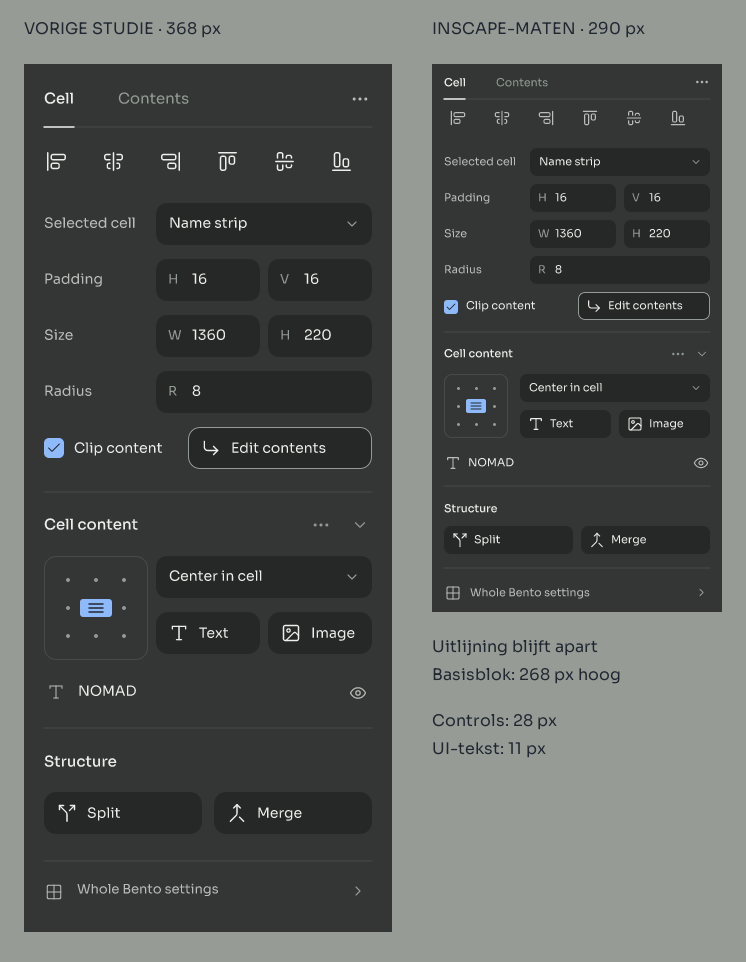 VORIGE STUDIE · 368 px
Cell Contents
Selected cell Name strip
Padding H 16 V 16
Size W 1360 H 220
Radius R 8
Clip content Edit contents
Cell content
Center in cell
Text Image
NOMAD
Structure
Split Merge
Whole Bento settings
INSCAPE-MATEN · 290 px
Cell Contents
Selected cell Name strip
Padding H 16 V 16
Size W 1360 H 220
Radius R 8
Clip content Edit contents
Cell content
Center in cell
Text Image
NOMAD
Structure
Split Merge
Whole Bento settings
Uitlijning blijft apart
Basisblok: 268 px hoog
Controls: 28 px
UI-tekst: 11 px